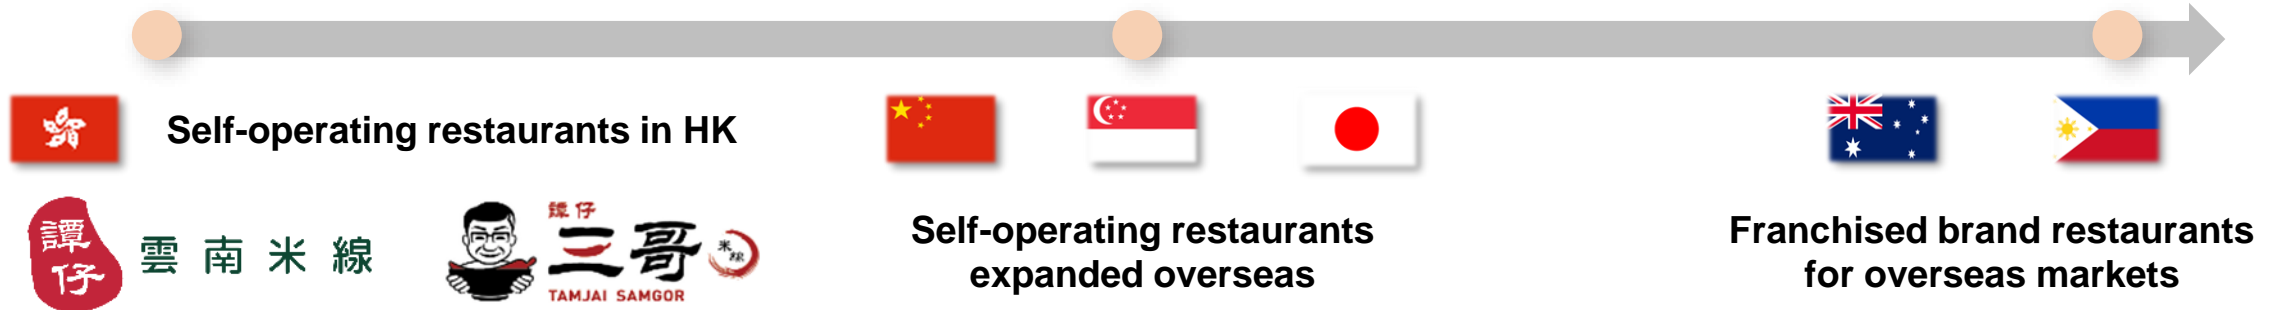 Self-operating restaurants in HK
譚仔
雲南米線
譚仔
三哥
米線
TAMJAI SAMGOR
Self-operating restaurants
expanded overseas
Franchised brand restaurants
for overseas markets